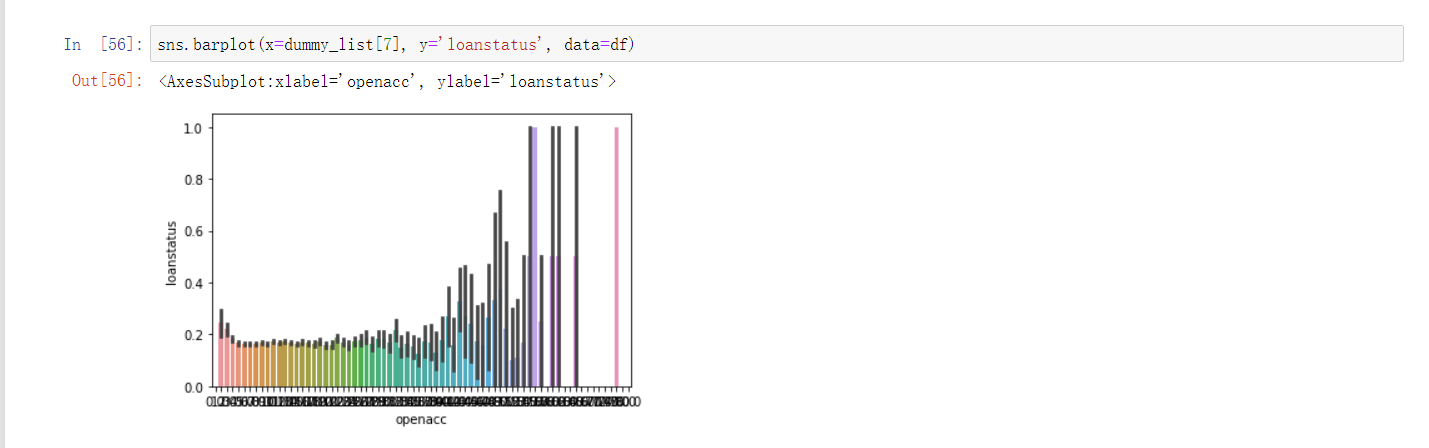 In [56]: sns.barplot(x=dummy_list[7], y='loanstatus', data=df)
Out[56]: <AxesSubplot:xlabel='openacc', ylabel='loanstatus'>
1.0
0.8
0.6
0.4
0.2
0.0
loanstatus
openacc